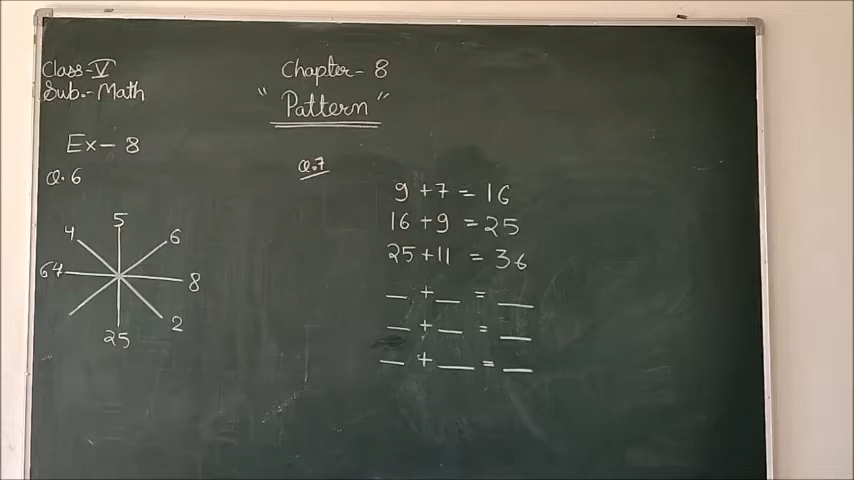 Class-V
Sub.-Math
Chapter-8
"Pattern"
Ex-8
Q.6
5
4
6
64
8
2
25
Q.7
9+7=16
16+9=25
25+11=36
_+_=_
_+_=_
_+_=_